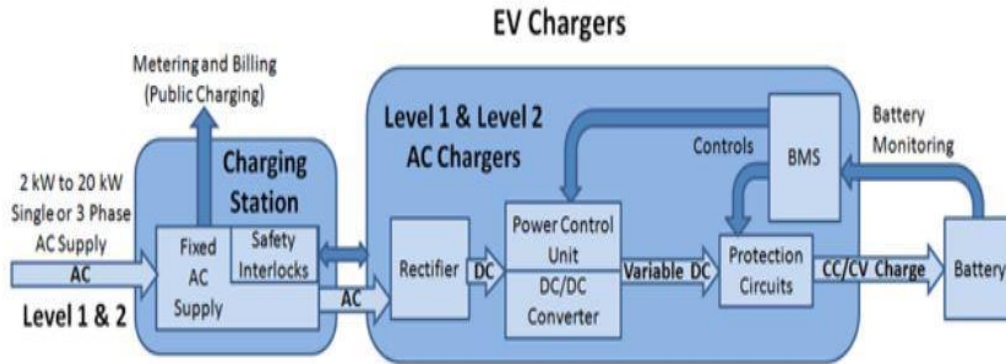 EV Chargers
Metering and Billing
(Public Charging)
Level 1 & Level 2
AC Chargers
Charging
Station
2 kW to 20 kW
Single or 3 Phase
AC Supply
AC
Level 1 & 2
Fixed
AC
Supply
Safety
Interlocks
AC
Rectifier
DC
Power Control
Unit
DC/DC
Converter
Variable DC
Controls
BMS
Battery
Monitoring
Protection
Circuits
CC/CV Charge
Battery